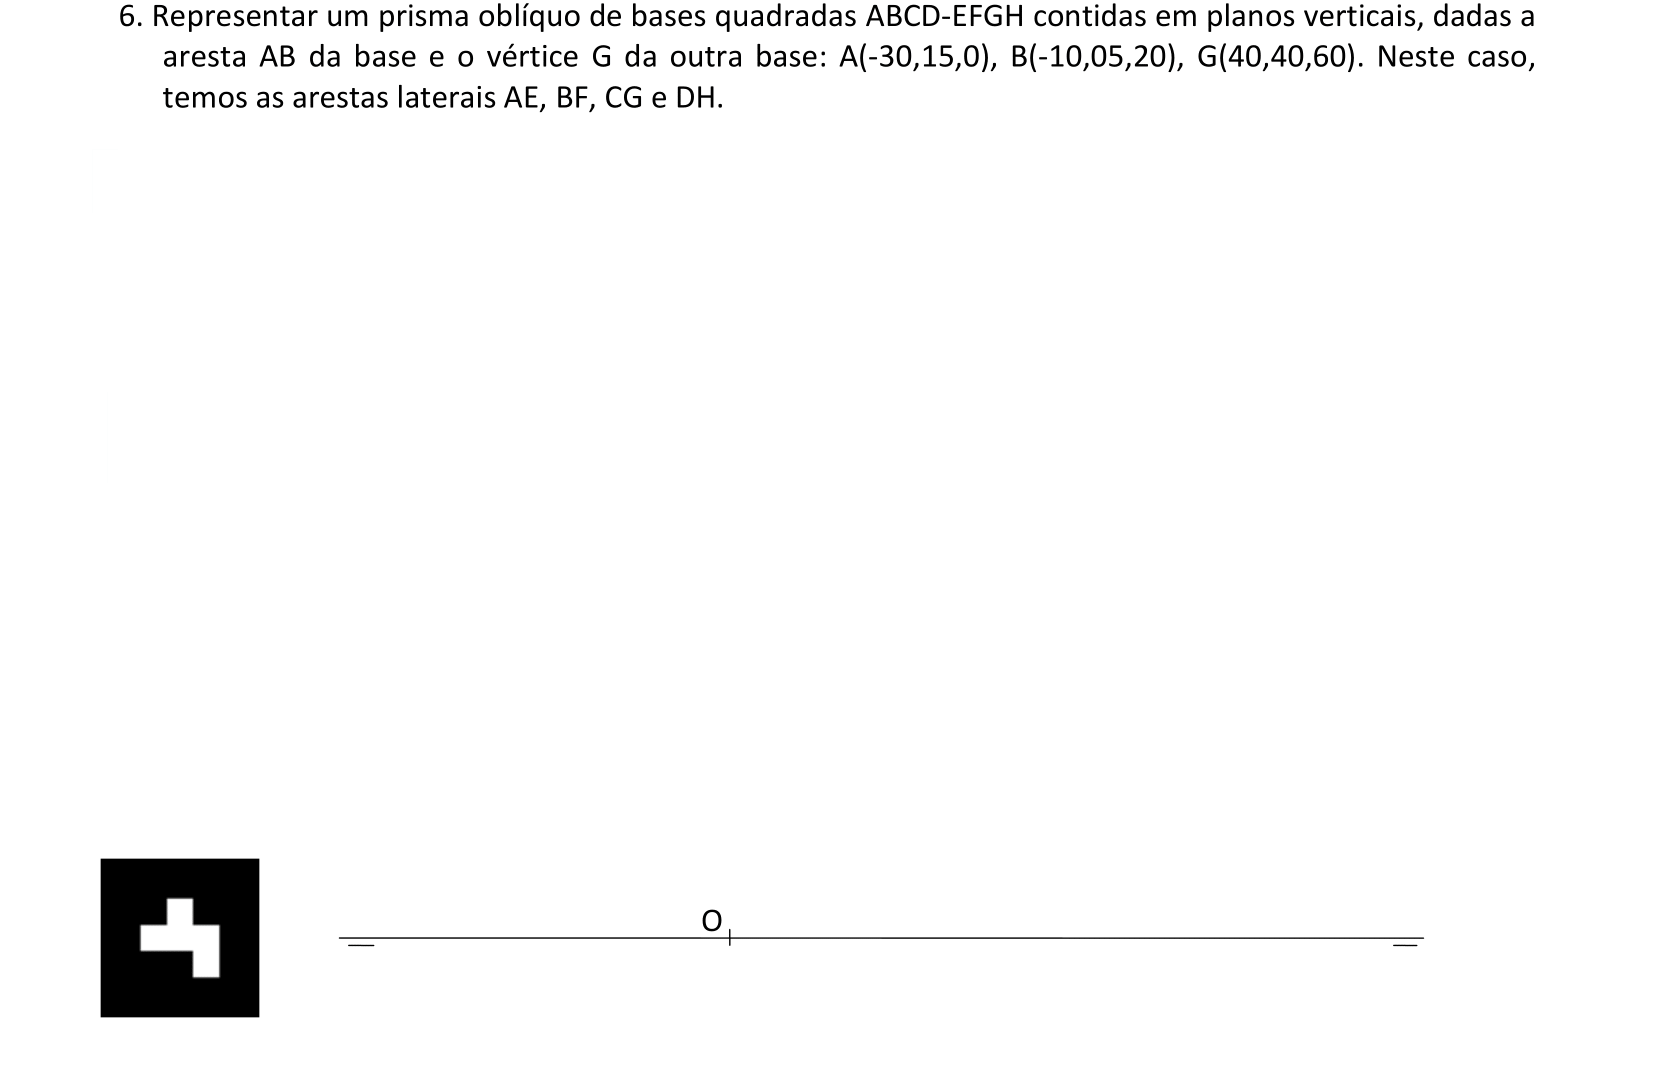 6. Representar um prisma oblíquo de bases quadradas ABCD-EFGH contidas em planos verticais, dadas a
aresta AB da base e o vértice G da outra base: A(-30,15,0), B(-10,05,20), G(40,40,60). Neste caso,
temos as arestas laterais AE, BF, CG e DH.
O